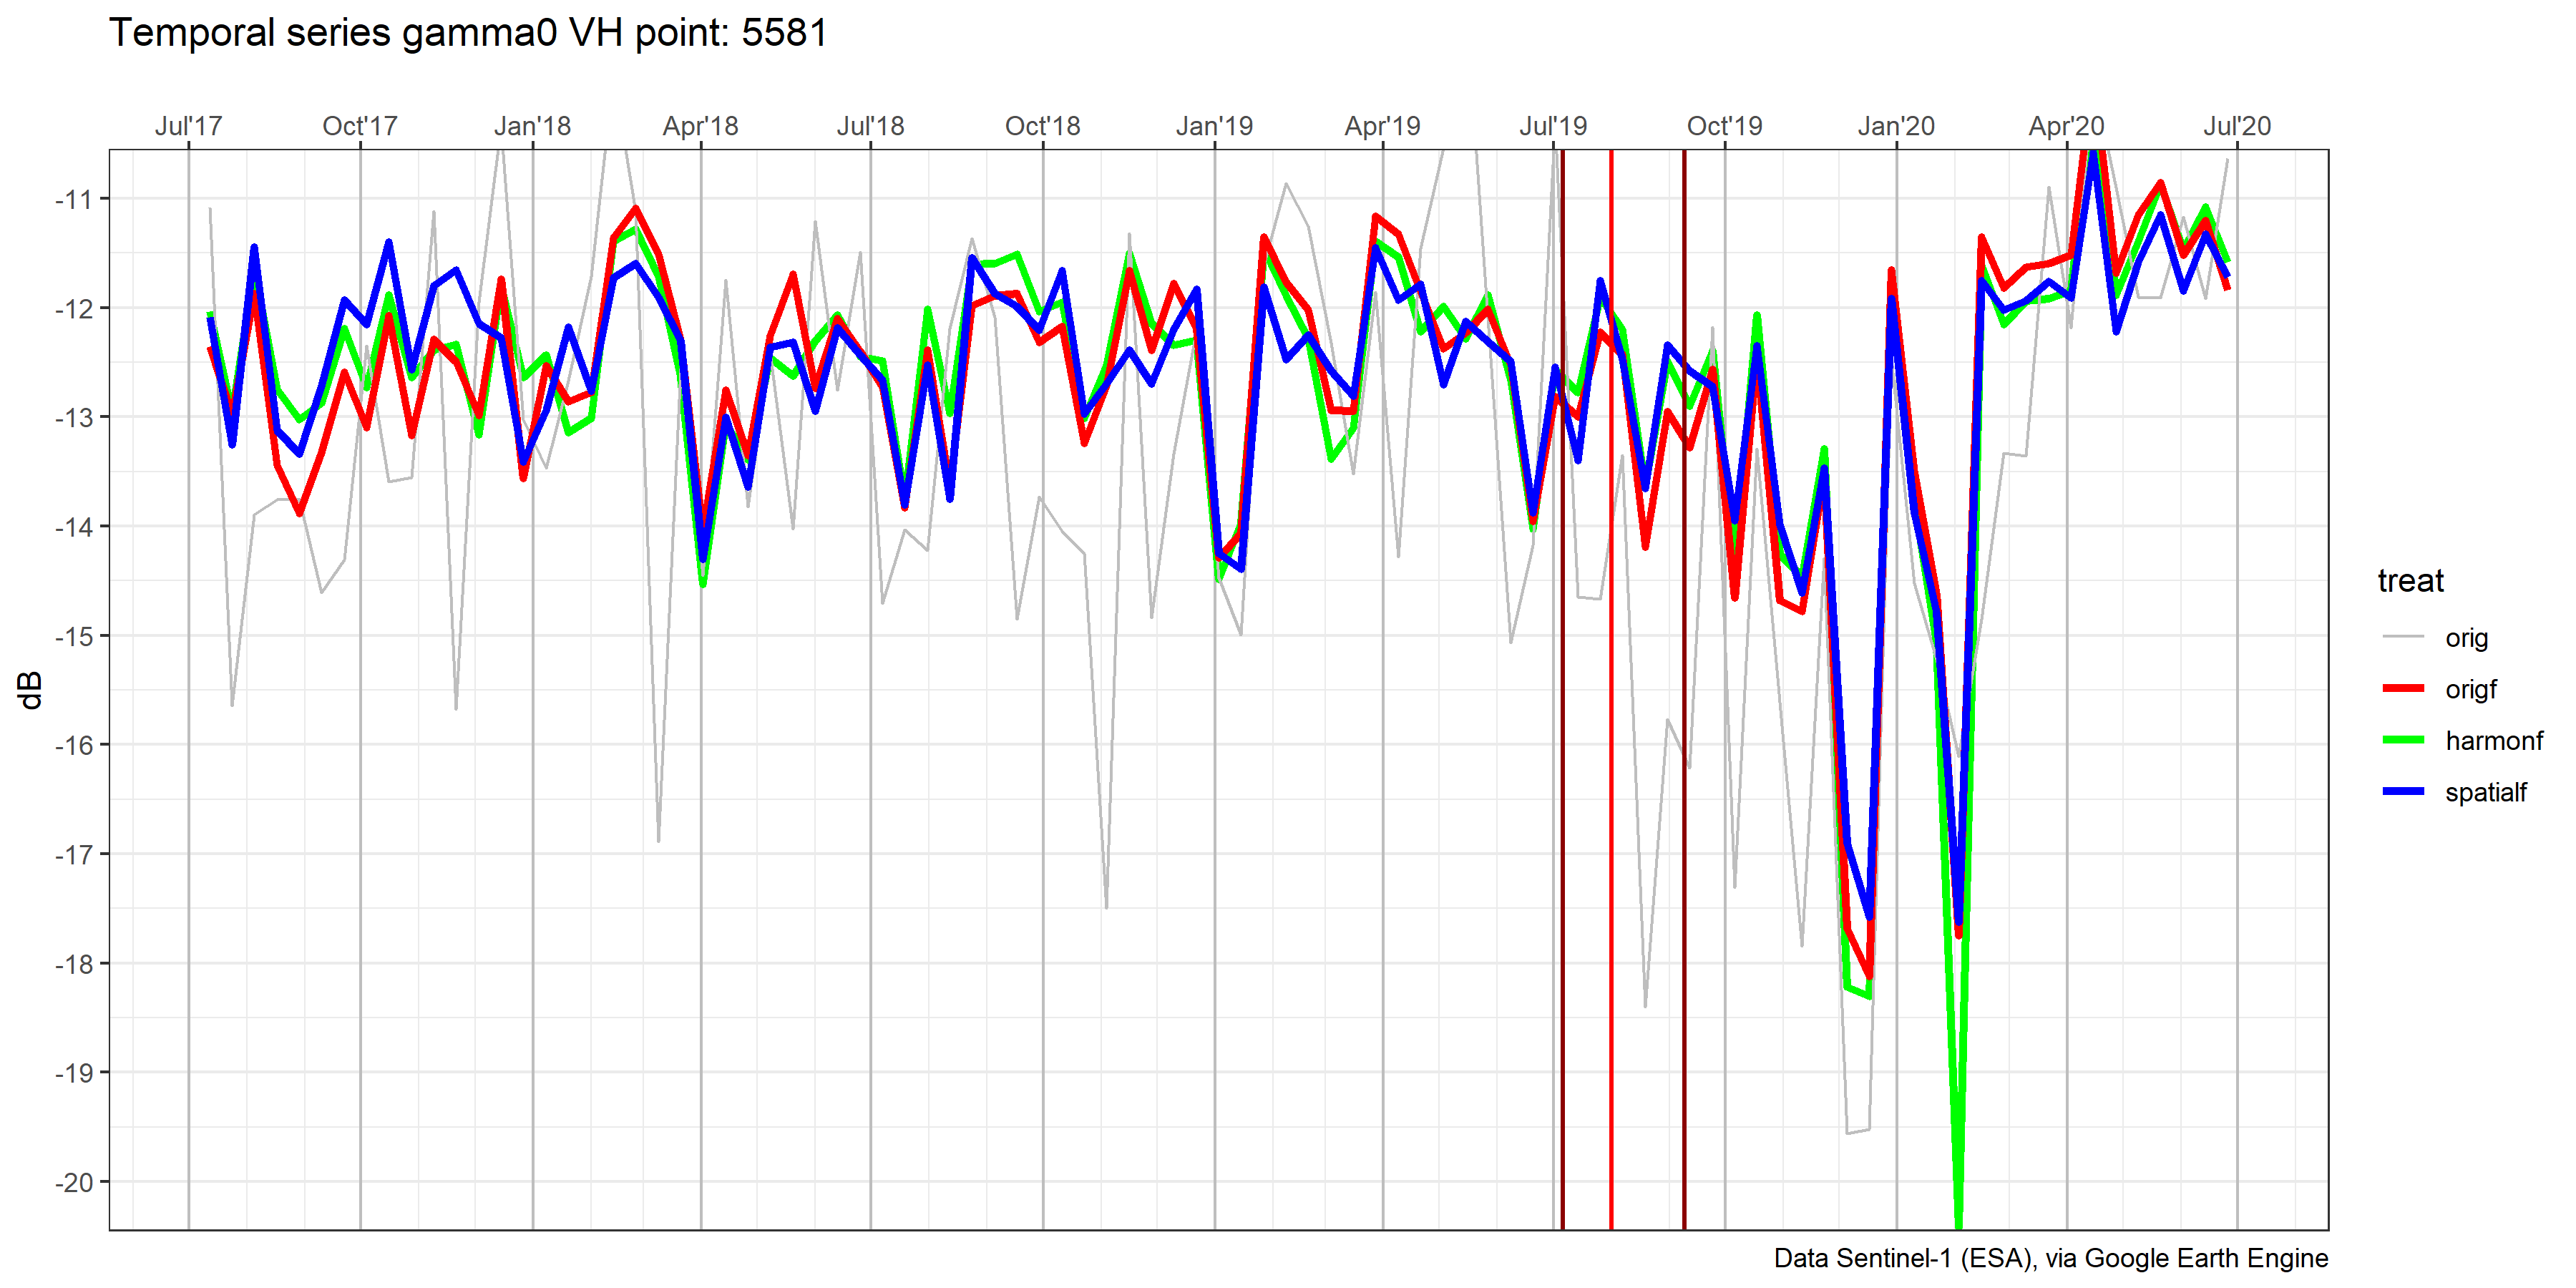 Temporal series gamma0 VH point: 5581
Jul'17 Oct'17 Jan'18 Apr'18 Jul'18 Oct'18 Jan'19 Apr'19 Jul'19 Oct'19 Jan'20 Apr'20 Jul'20
-11
-12
-13
-14
-15
-16
-17
-18
-19
-20
dB
treat
orig
origf
harmonf
spatialf
Data Sentinel-1 (ESA), via Google Earth Engine